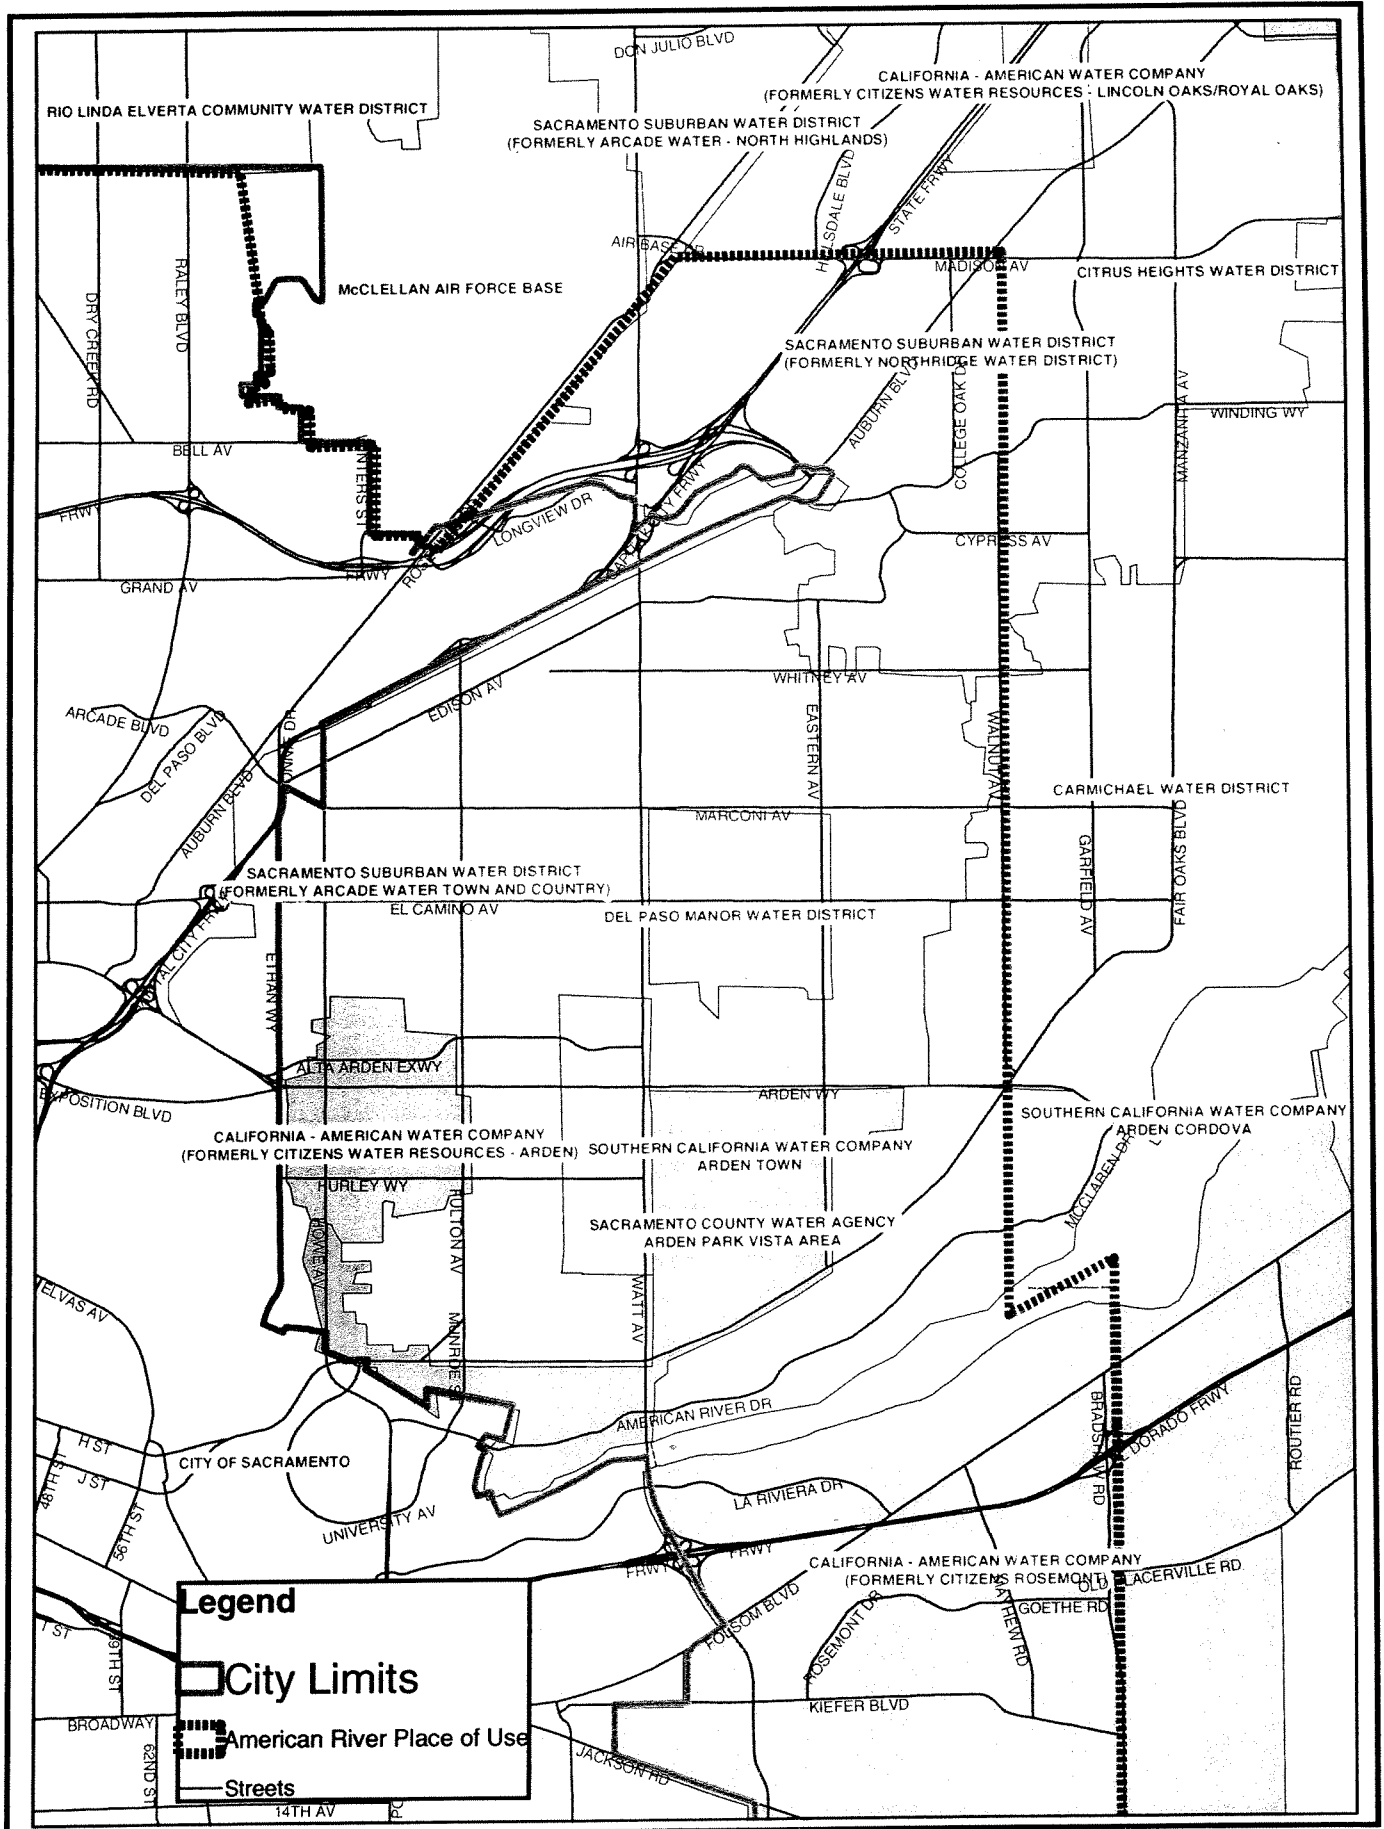 DON JULIO BLVD
CALIFORNIA - AMERICAN WATER COMPANY
(FORMERLY CITIZENS WATER RESOURCES - LINCOLN OAKS/ROYAL OAKS)
RIO LINDA ELVERTA COMMUNITY WATER DISTRICT
SACRAMENTO SUBURBAN WATER DISTRICT
(FORMERLY ARCADE WATER - NORTH HIGHLANDS)
HILLSDALE BLVD
STATE FRWY
AIR BASE DR
MADISON AV
CITRUS HEIGHTS WATER DISTRICT
RALEY BLVD
McCLELLAN AIR FORCE BASE
DRY CREEK RD
SACRAMENTO SUBURBAN WATER DISTRICT
(FORMERLY NORTHRIDGE WATER DISTRICT)
AUBURN BLVD
COLLEGE OAK DR
MANZANITA AV
WINDING WY
BELL AV
WINTERS ST
FRWY
LONGVIEW DR
CITY FRWY
CYPRESS AV
FRWY
GRAND AV
WHITNEY AV
EDISON AV
ARCADE BLVD
DEL PASO BLVD
AUBURN BLVD
EASTERN AV
WALNUT AV
CARMICHAEL WATER DISTRICT
MARCONI AV
GARFIELD AV
FAIR OAKS BLVD
SACRAMENTO SUBURBAN WATER DISTRICT
(FORMERLY ARCADE WATER TOWN AND COUNTRY)
EL CAMINO AV
DEL PASO MANOR WATER DISTRICT
ETHAN WY
ALTA ARDEN EXWY
EXPOSITION BLVD
ARDEN WY
SOUTHERN CALIFORNIA WATER COMPANY
ARDEN CORDOVA
CALIFORNIA - AMERICAN WATER COMPANY
(FORMERLY CITIZENS WATER RESOURCES - ARDEN)
SOUTHERN CALIFORNIA WATER COMPANY
ARDEN TOWN
MCCLAREN DR
HURLEY WY
FULTON AV
HOWE AV
SACRAMENTO COUNTY WATER AGENCY
ARDEN PARK VISTA AREA
WATT AV
ELVAS AV
MUNROE ST
AMERICAN RIVER DR
BRADSHAW RD
EL DORADO FRWY
ROUTIER RD
H ST
CITY OF SACRAMENTO
J ST
48TH ST
56TH ST
UNIVERSITY AV
LA RIVIERA DR
FRWY
FRWY
CALIFORNIA - AMERICAN WATER COMPANY
(FORMERLY CITIZENS ROSEMONT)
OLD PLACERVILLE RD
GOETHE RD
MAYHEW RD
ROSEMONT DR
FOLSOM BLVD
KIEFER BLVD
JACKSON RD
T ST
59TH ST
BROADWAY
62ND ST
14TH AV
Legend
City Limits
American River Place of Use
Streets